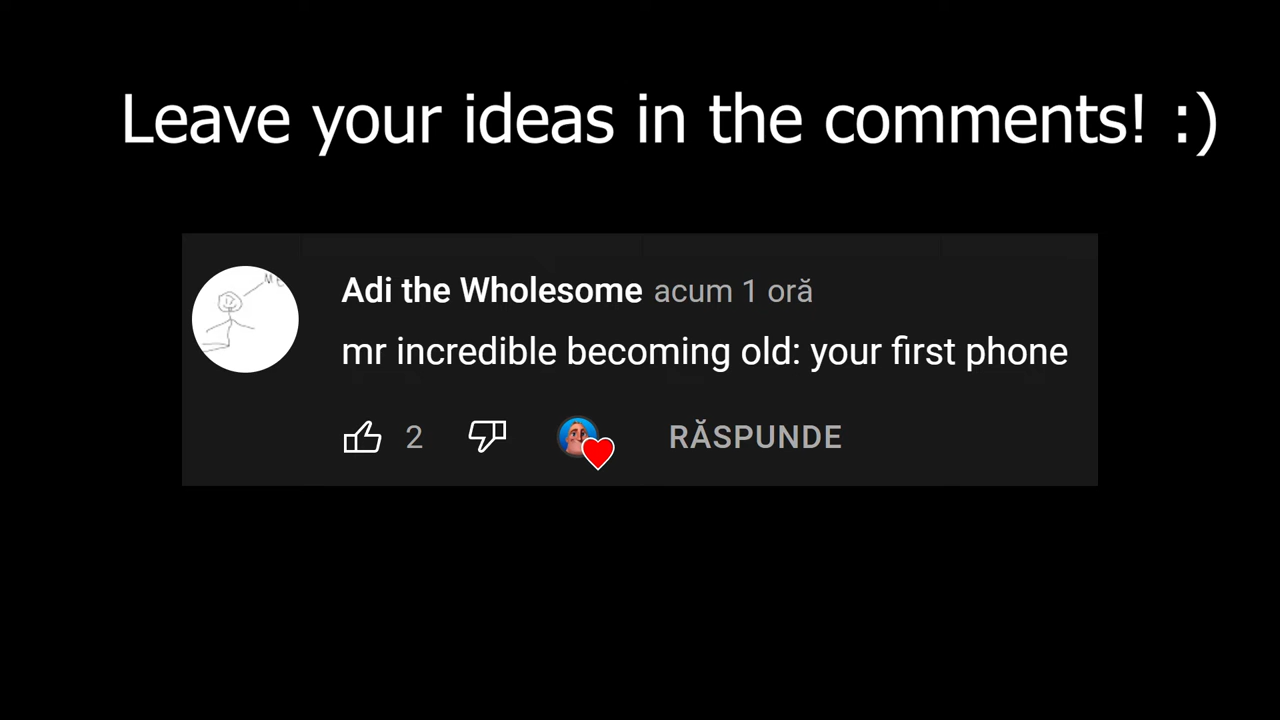 Leave your ideas in the comments! :)
Adi the Wholesome acum 1 oră
mr incredible becoming old: your first phone
2 RĂSPUNDE